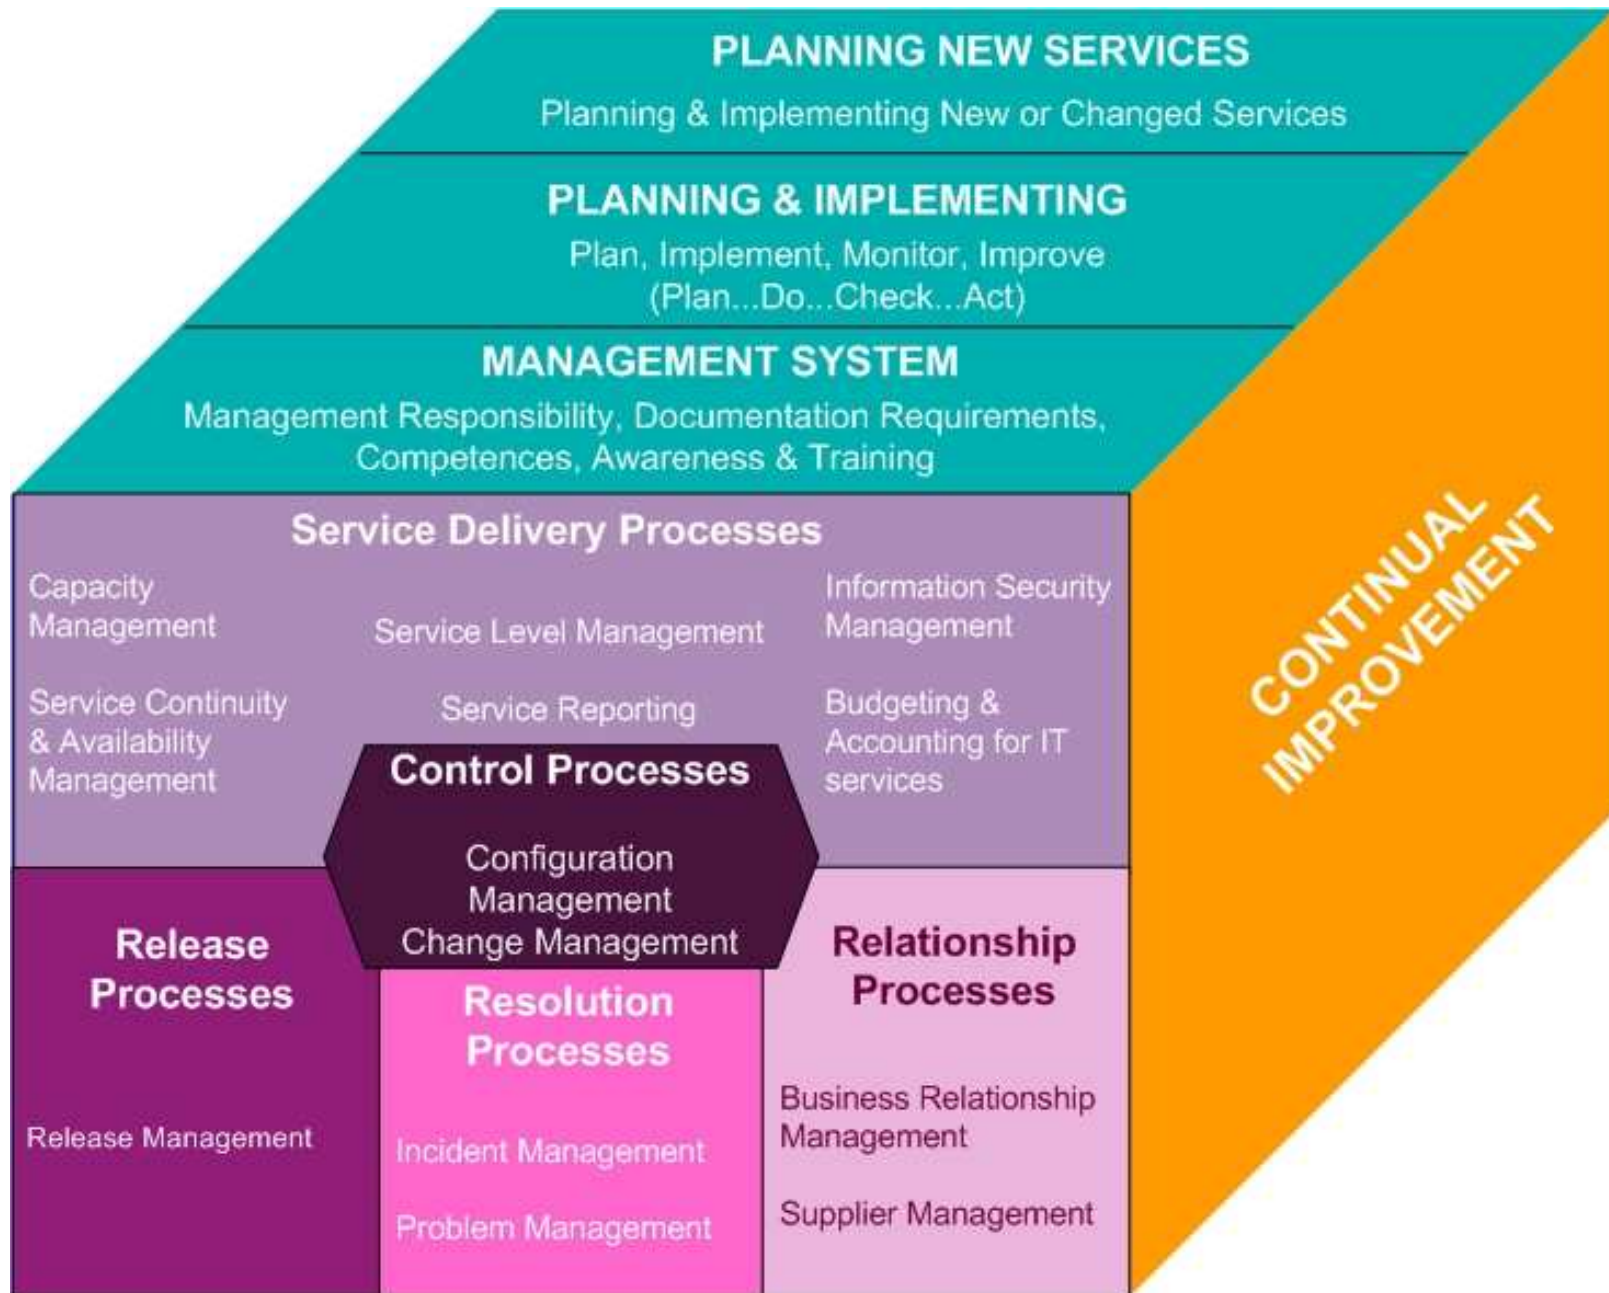 PLANNING NEW SERVICES
Planning & Implementing New or Changed Services
PLANNING & IMPLEMENTING
Plan, Implement, Monitor, Improve
(Plan...Do...Check...Act)
MANAGEMENT SYSTEM
Management Responsibility, Documentation Requirements,
Competences, Awareness & Training
CONTINUAL
IMPROVEMENT
Service Delivery Processes
Capacity
Management
Service Continuity
& Availability
Management
Service Level Management
Service Reporting
Information Security
Management
Budgeting &
Accounting for IT
services
Control Processes
Configuration
Management
Change Management
Release
Processes
Release Management
Resolution
Processes
Incident Management
Problem Management
Relationship
Processes
Business Relationship
Management
Supplier Management